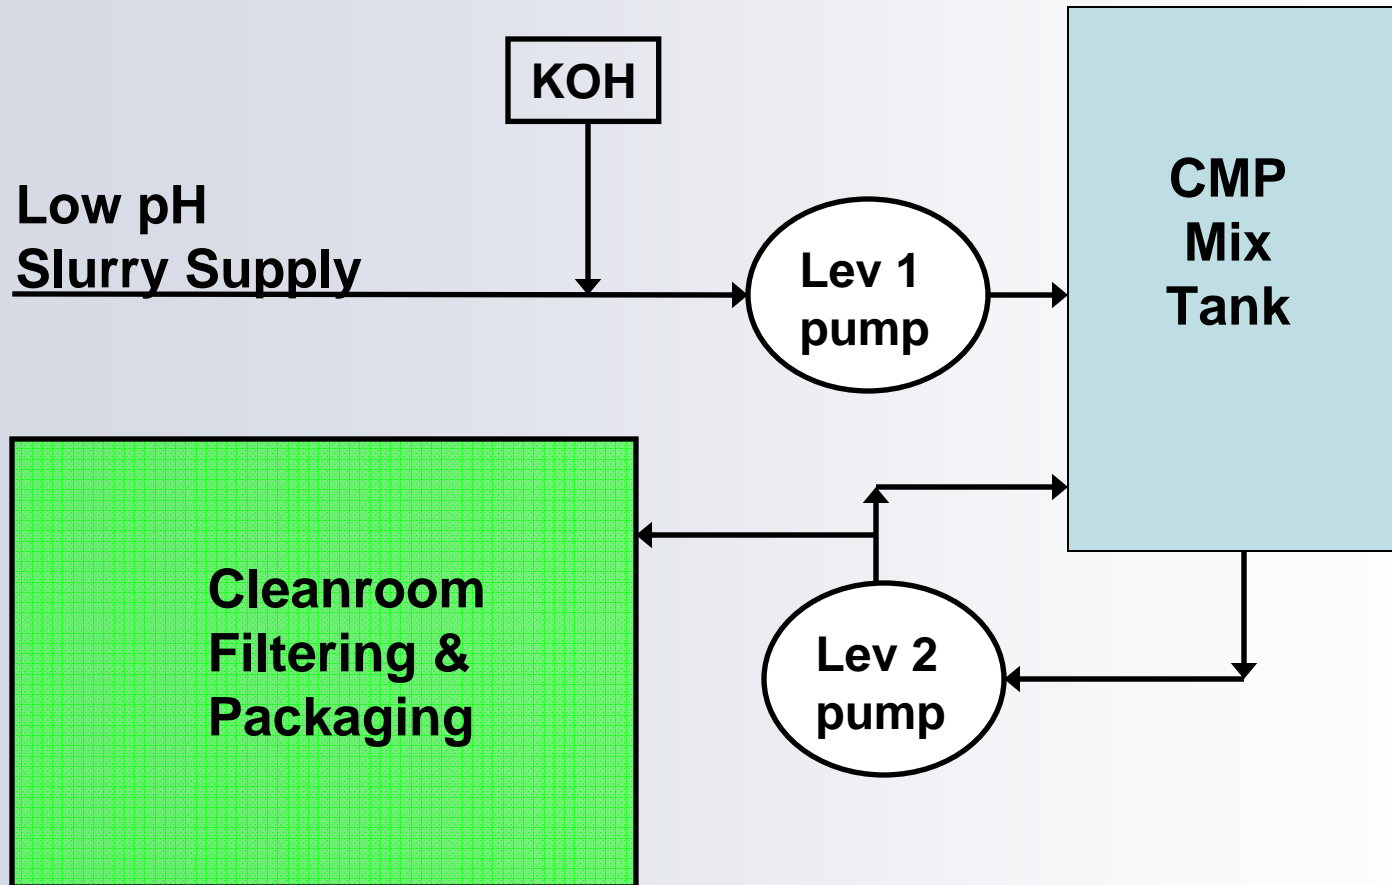 KOH
Low pH
Slurry Supply
Lev 1
pump
CMP
Mix
Tank
Cleanroom
Filtering &
Packaging
Lev 2
pump